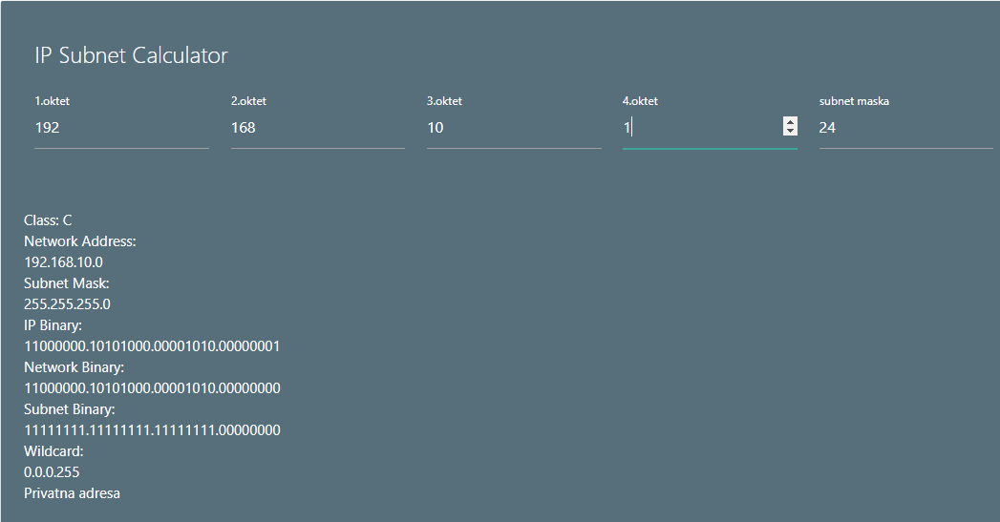 IP Subnet Calculator
1.oktet 2.oktet 3.oktet 4.oktet subnet maska
192 168 10 1 24
Class: C
Network Address:
192.168.10.0
Subnet Mask:
255.255.255.0
IP Binary:
11000000.10101000.00001010.00000001
Network Binary:
11000000.10101000.00001010.00000000
Subnet Binary:
11111111.11111111.11111111.00000000
Wildcard:
0.0.0.255
Privatna adresa